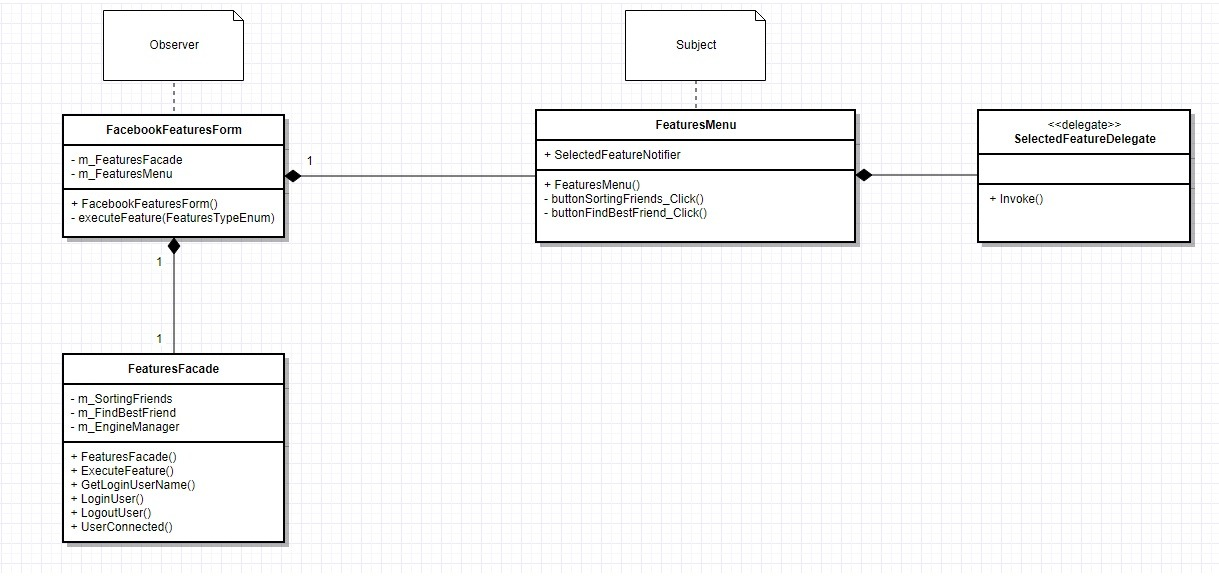 Observer
Subject
FacebookFeaturesForm
- m_FeaturesFacade
- m_FeaturesMenu
+ FacebookFeaturesForm()
- executeFeature(FeaturesTypeEnum)
1
FeaturesMenu
+ SelectedFeatureNotifier
+ FeaturesMenu()
- buttonSortingFriends_Click()
- buttonFindBestFriend_Click()
<<delegate>>
SelectedFeatureDelegate
+ Invoke()
1
1
FeaturesFacade
- m_SortingFriends
- m_FindBestFriend
- m_EngineManager
+ FeaturesFacade()
+ ExecuteFeature()
+ GetLoginUserName()
+ LoginUser()
+ LogoutUser()
+ UserConnected()